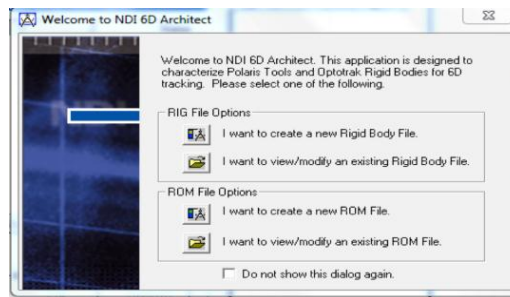 Welcome to NDI 6D Architect
Welcome to NDI 6D Architect. This application is designed to
characterize Polaris Tools and Optotrak Rigid Bodies for 6D
tracking. Please select one of the following.
RIG File Options
I want to create a new Rigid Body File.
I want to view/modify an existing Rigid Body File.
ROM File Options
I want to create a new ROM File.
I want to view/modify an existing ROM File.
Do not show this dialog again.